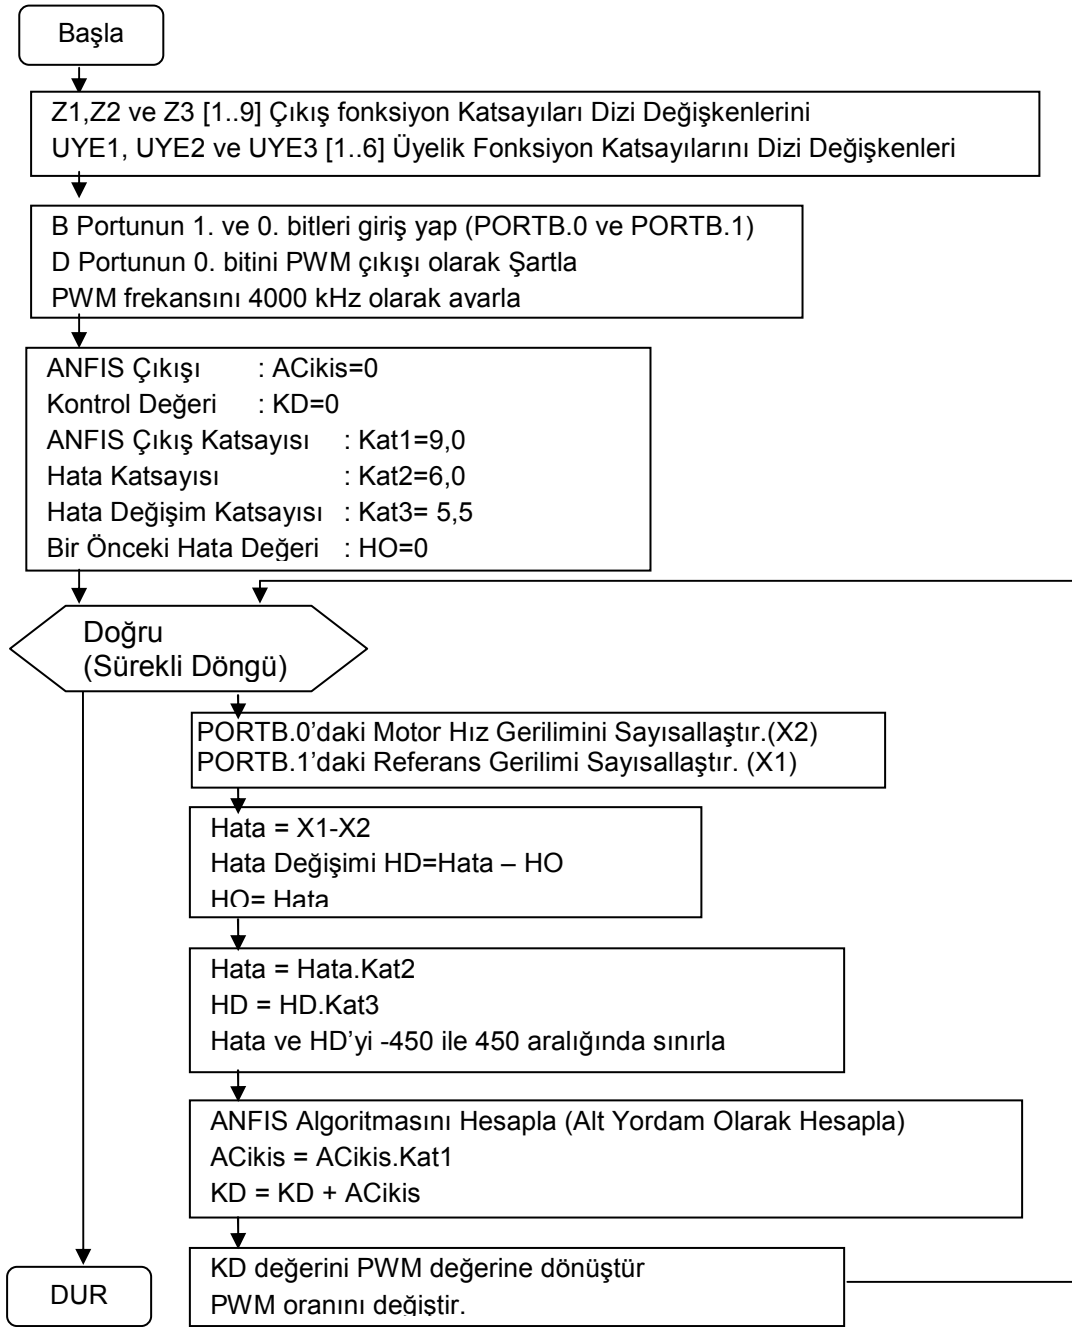 Başla
Z1,Z2 ve Z3 [1..9] Çıkış fonksiyon Katsayıları Dizi Değişkenlerini
UYE1, UYE2 ve UYE3 [1..6] Üyelik Fonksiyon Katsayılarını Dizi Değişkenleri
B Portunun 1. ve 0. bitleri giriş yap (PORTB.0 ve PORTB.1)
D Portunun 0. bitini PWM çıkışı olarak Şartla
PWM frekansını 4000 kHz olarak ayarla
ANFIS Çıkışı : ACikis=0
Kontrol Değeri : KD=0
ANFIS Çıkış Katsayısı : Kat1=9,0
Hata Katsayısı : Kat2=6,0
Hata Değişim Katsayısı : Kat3= 5,5
Bir Önceki Hata Değeri : HO=0
Doğru
(Sürekli Döngü)
PORTB.0’daki Motor Hız Gerilimini Sayısallaştır.(X2)
PORTB.1’daki Referans Gerilimi Sayısallaştır. (X1)
Hata = X1-X2
Hata Değişimi HD=Hata – HO
HO= Hata
Hata = Hata.Kat2
HD = HD.Kat3
Hata ve HD’yi -450 ile 450 aralığında sınırla
ANFIS Algoritmasını Hesapla (Alt Yordam Olarak Hesapla)
ACikis = ACikis.Kat1
KD = KD + ACikis
KD değerini PWM değerine dönüştür
PWM oranını değiştir.
DUR